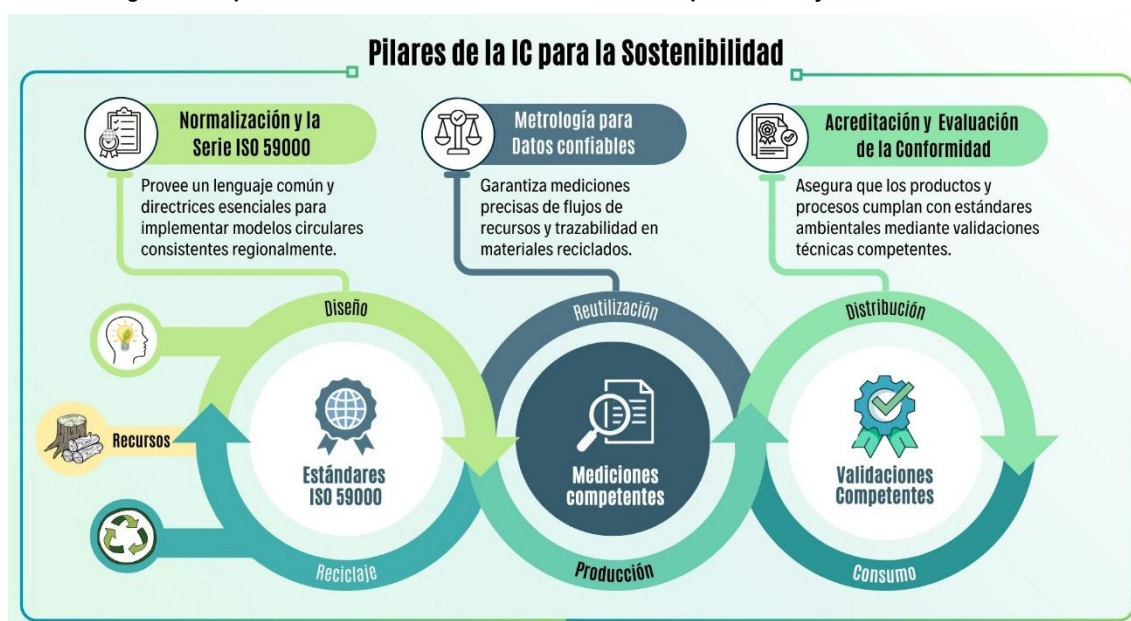 Pilares de la IC para la Sostenibilidad
Normalización y la
Serie ISO 59000
Provee un lenguaje común y
directrices esenciales para
implementar modelos circulares
consistentes regionalmente.
Metrología para
Datos confiables
Garantiza mediciones
precisas de flujos de
recursos y trazabilidad en
materiales reciclados.
Acreditación y Evaluación
de la Conformidad
Asegura que los productos y
procesos cumplan con estándares
ambientales mediante validaciones
técnicas competentes.
Diseño
Reutilización
Distribución
Recursos
Estándares
ISO 59000
Mediciones
competentes
Validaciones
Competentes
Reciclaje
Producción
Consumo